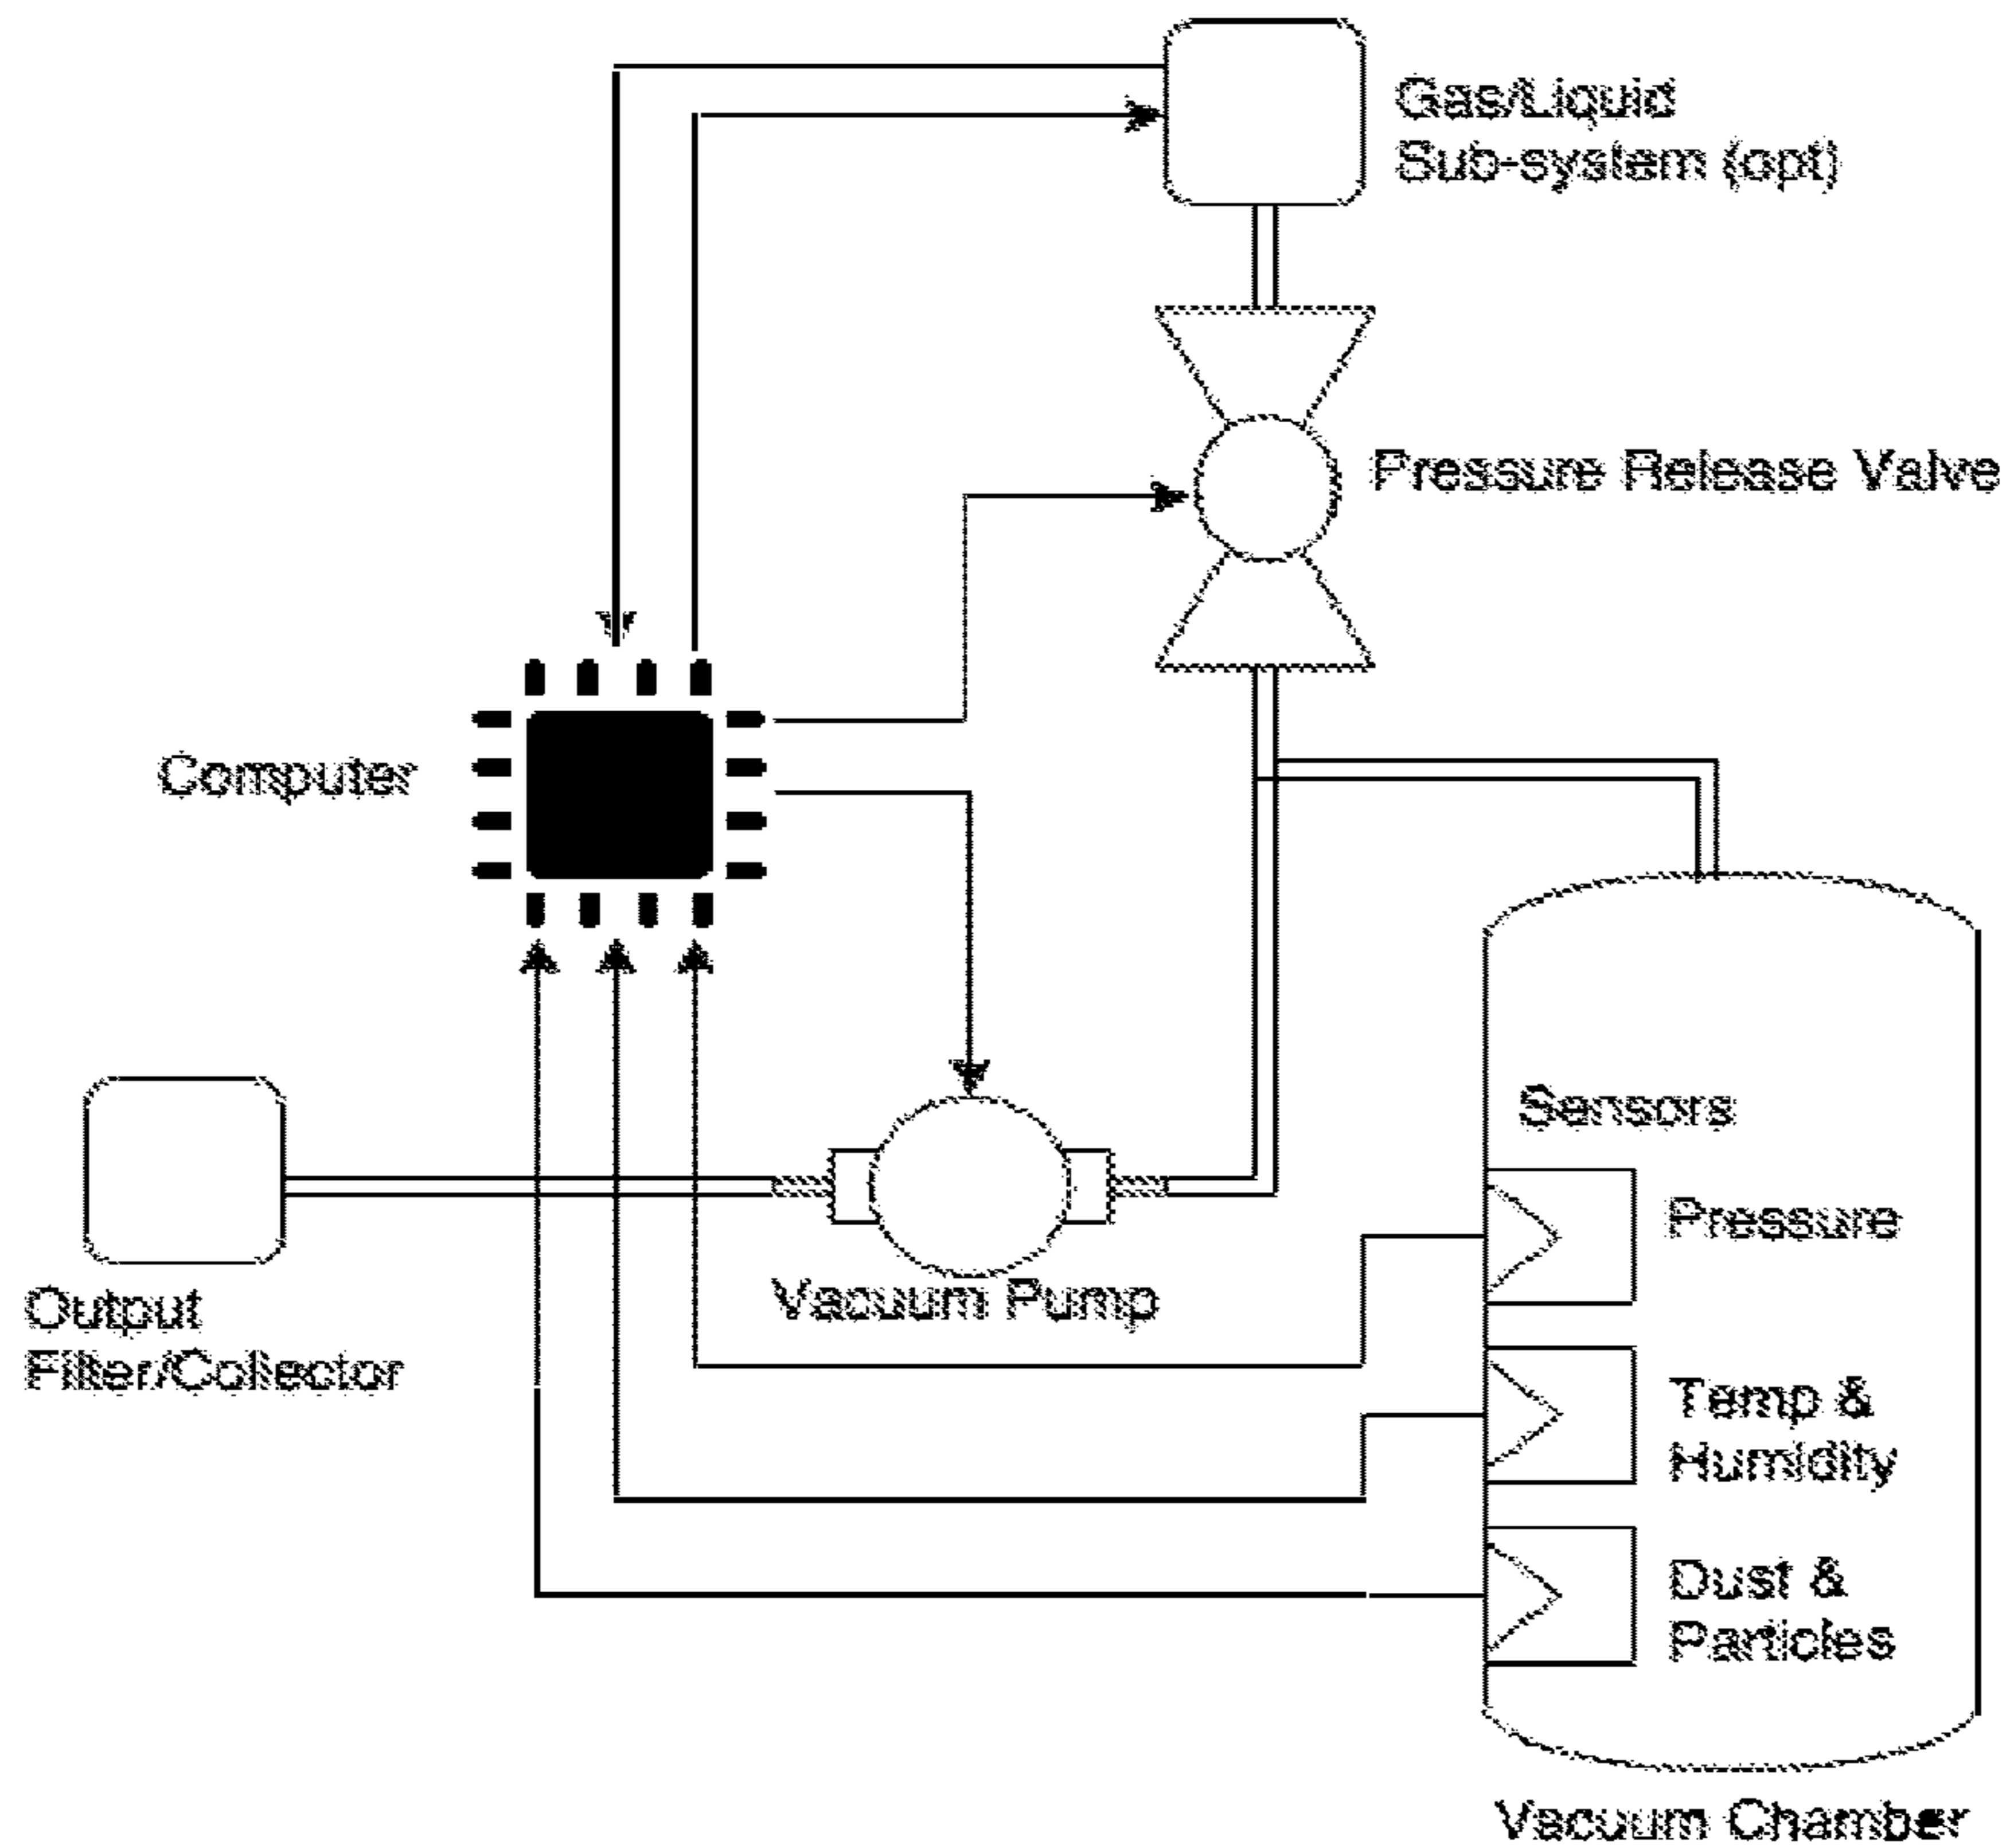 Gas/Liquid
Sub-system (opt)
Pressure Release Valve
Computer
Sensors
Pressure
Output
Filter/Collector
Vacuum Pump
Temp &
Humidity
Dust &
Particles
Vacuum Chamber